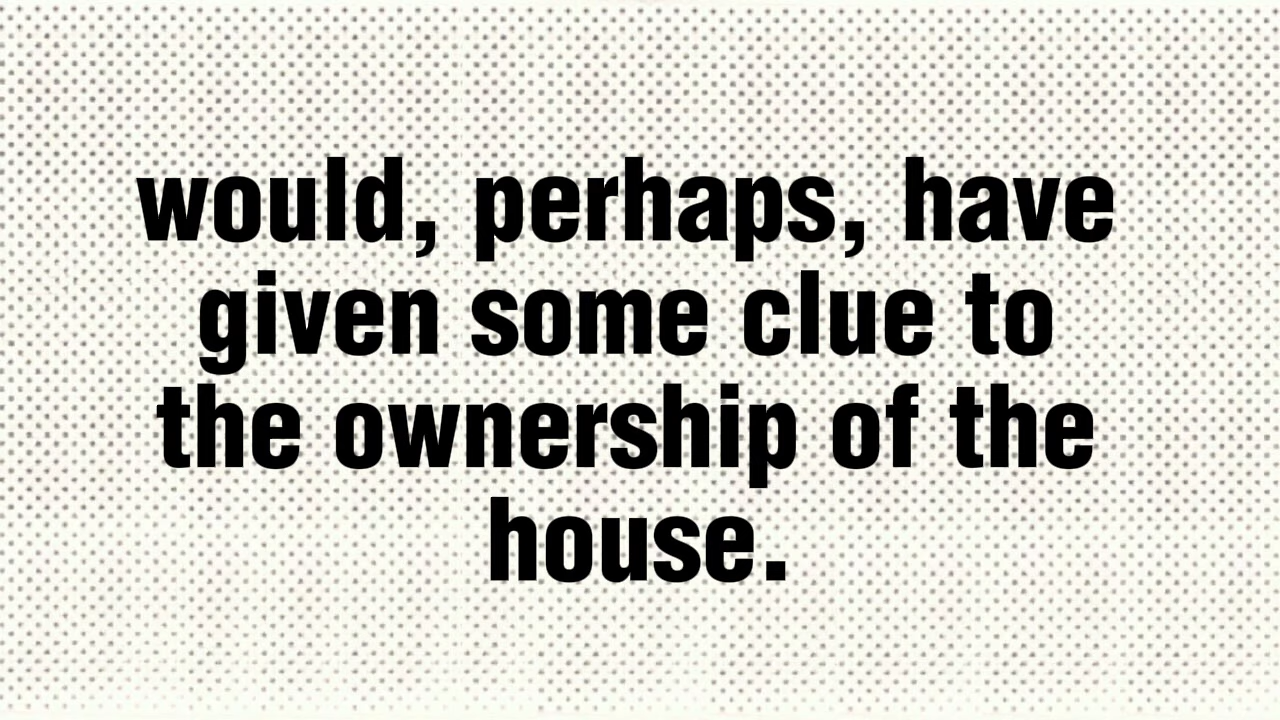 would, perhaps, have
given some clue to
the ownership of the
house.